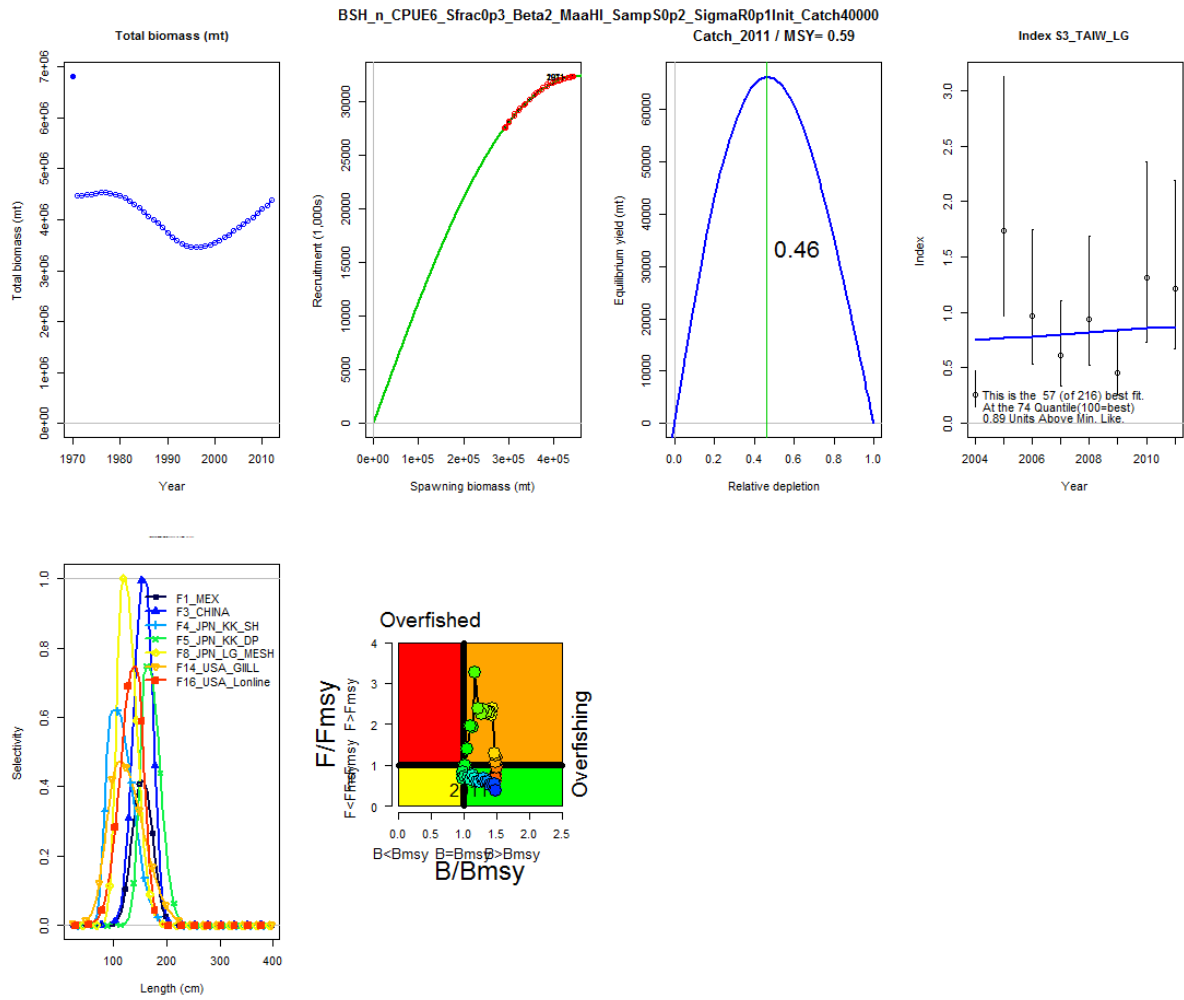 BSH_n_CPUE6_Sfrac0p3_Beta2_MaaHI_SampS0p2_SigmaR0p1Init_Catch40000
Total biomass (mt)
Catch_2011 / MSY= 0.59
Index S3_TAIW_LG
Total biomass (mt)
0e+00
1e+06
2e+06
3e+06
4e+06
5e+06
6e+06
7e+06
1970
1980
1990
2000
2010
Year
Recruitment (1,000s)
0
5000
10000
15000
20000
25000
30000
0e+00
1e+05
2e+05
3e+05
4e+05
Spawning biomass (mt)
Equilibrium yield (mt)
0
10000
20000
30000
40000
50000
60000
0.46
0.0
0.2
0.4
0.6
0.8
1.0
Relative depletion
Index
0.0
0.5
1.0
1.5
2.0
2.5
3.0
This is the 57 (of 216) best fit.
At the 74 Quantile(100=best)
0.89 Units Above Min. Like.
2004
2006
2008
2010
Year
Selectivity
0.0
0.2
0.4
0.6
0.8
1.0
F1_MEX
F3_CHINA
F4_JPN_KK_SH
F5_JPN_KK_DP
F8_JPN_LG_MESH
F14_USA_GIILL
F16_USA_Lonline
100
200
300
400
Length (cm)
Overfished
F/Fmsy
F<Fmsy
F>Fmsy
0
1
2
3
4
Overfishing
0.0
0.5
1.0
1.5
2.0
2.5
B<Bmsy
B=Bmsy
B>Bmsy
B/Bmsy